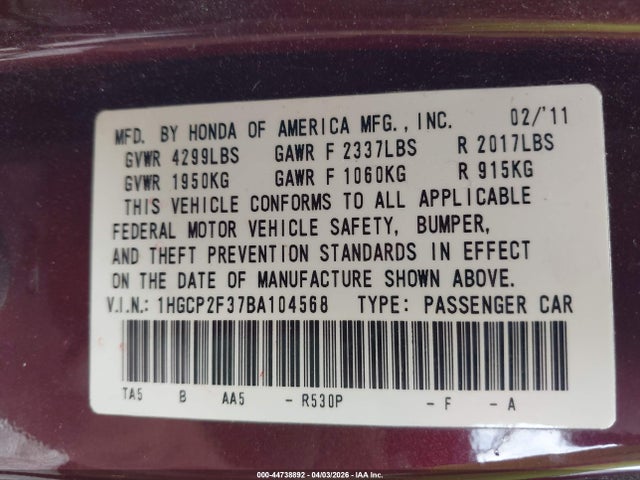 MFD. BY HONDA OF AMERICA MFG., INC. 02/'11
GVWR 4299LBS GAWR F 2337LBS R 2017LBS
GVWR 1950KG GAWR F 1060KG R 915KG
THIS VEHICLE CONFORMS TO ALL APPLICABLE
FEDERAL MOTOR VEHICLE SAFETY, BUMPER,
AND THEFT PREVENTION STANDARDS IN EFFECT
ON THE DATE OF MANUFACTURE SHOWN ABOVE.
V.I.N.: 1HGCP2F37BA104568 TYPE: PASSENGER CAR
TA5 B AA5 - R530P - F - A
000-44738892 - 04/03/2026 - IAA Inc.